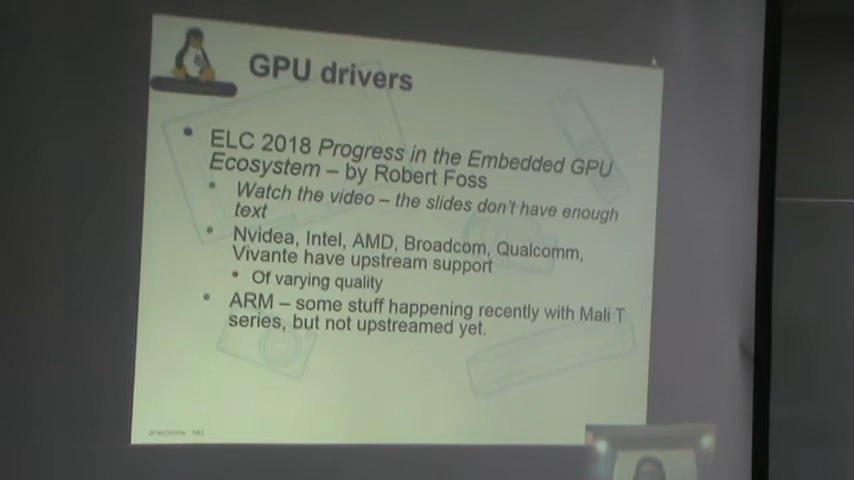 GPU drivers
ELC 2018 Progress in the Embedded GPU
Ecosystem – by Robert Foss
Watch the video – the slides don't have enough
text
Nvidea, Intel, AMD, Broadcom, Qualcomm,
Vivante have upstream support
Of varying quality
ARM – some stuff happening recently with Mali T
series, but not upstreamed yet.